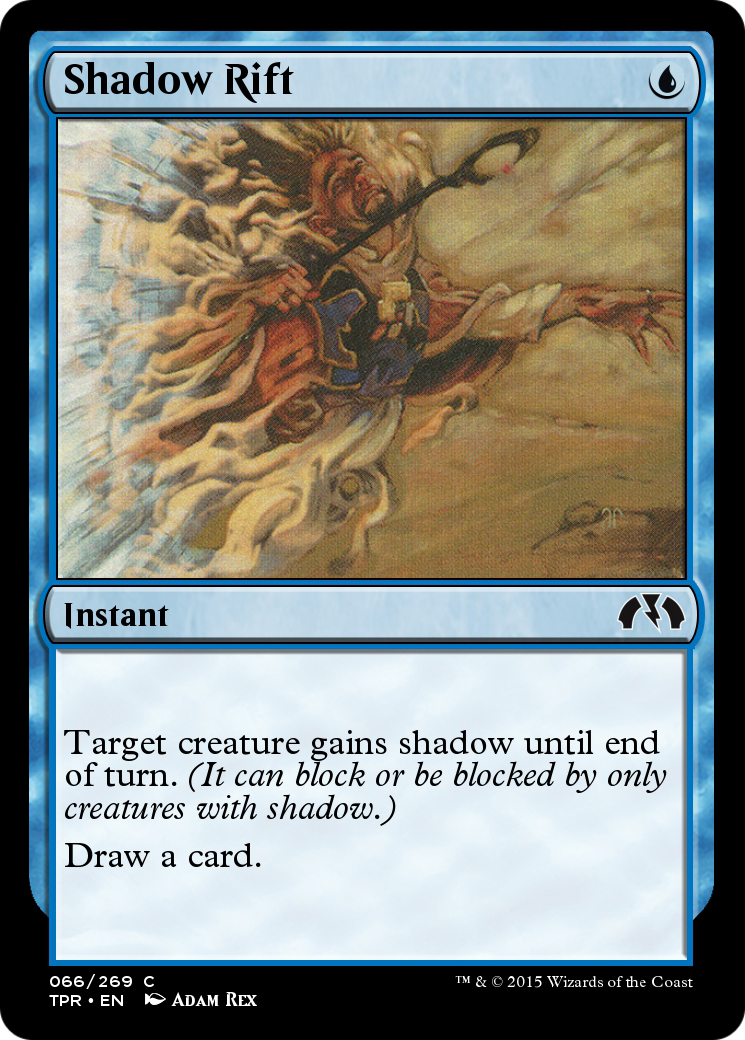 Shadow Rift
Instant
Target creature gains shadow until end
of turn. (It can block or be blocked by only
creatures with shadow.)
Draw a card.
066/269 C
TPR • EN ADAM REX
™ & © 2015 Wizards of the Coast